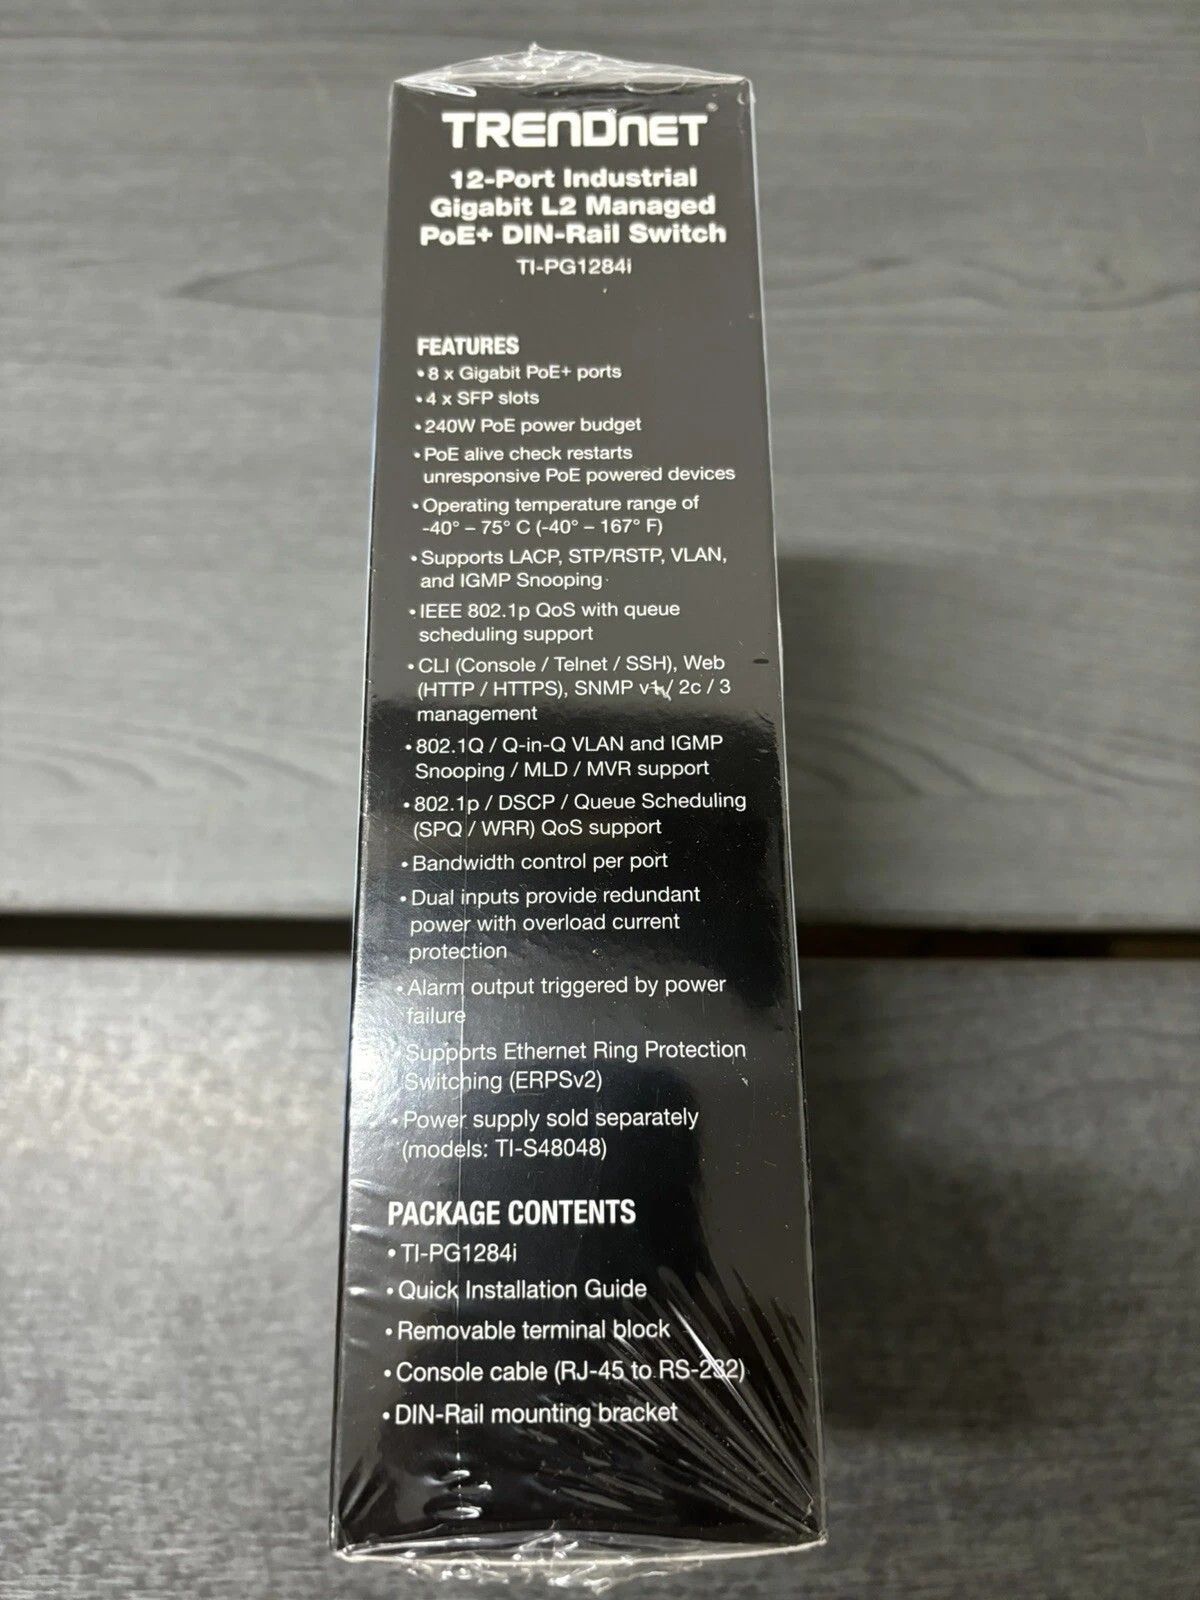 TRENDNET®
12-Port Industrial
Gigabit L2 Managed
PoE+ DIN-Rail Switch
TI-PG1284i
FEATURES
• 8 x Gigabit PoE+ ports
• 4 x SFP slots
• 240W PoE power budget
• PoE alive check restarts
unresponsive PoE powered devices
• Operating temperature range of
-40° – 75° C (-40° – 167° F)
• Supports LACP, STP/RSTP, VLAN,
and IGMP Snooping
• IEEE 802.1p QoS with queue
scheduling support
• CLI (Console / Telnet / SSH), Web
(HTTP / HTTPS), SNMP v1 / 2c / 3
management
• 802.1Q / Q-in-Q VLAN and IGMP
Snooping / MLD / MVR support
• 802.1p / DSCP / Queue Scheduling
(SPQ / WRR) QoS support
• Bandwidth control per port
• Dual inputs provide redundant
power with overload current
protection
• Alarm output triggered by power
failure
• Supports Ethernet Ring Protection
Switching (ERPSv2)
• Power supply sold separately
(models: TI-S48048)
PACKAGE CONTENTS
• TI-PG1284i
• Quick Installation Guide
• Removable terminal block
• Console cable (RJ-45 to RS-232)
• DIN-Rail mounting bracket